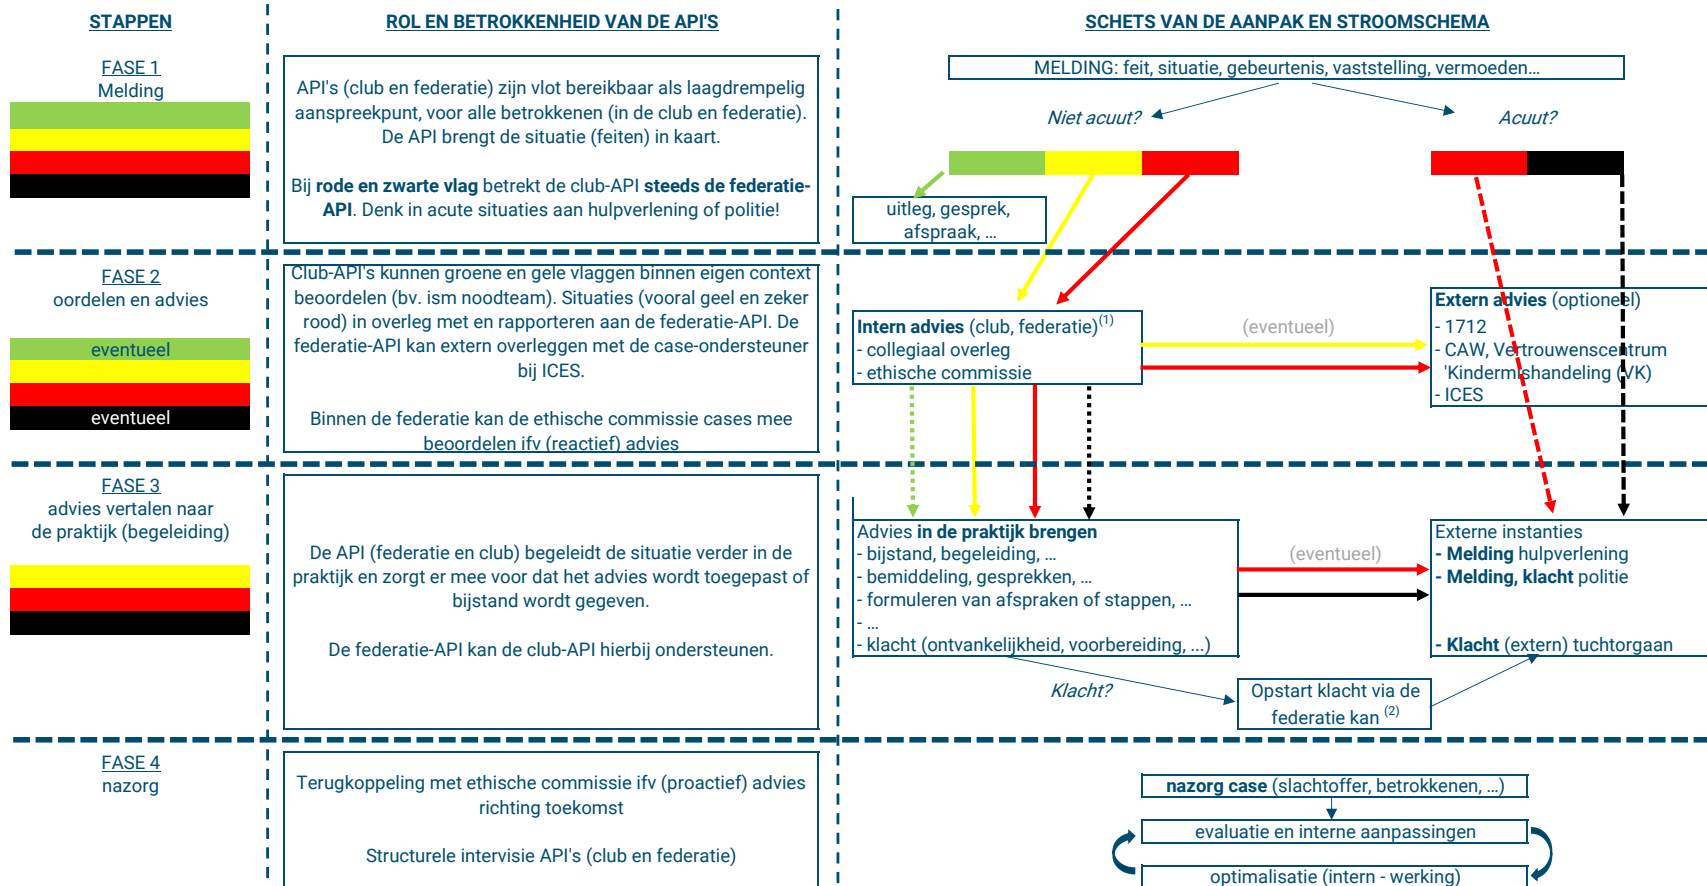 STAPPEN
ROL EN BETROKKENHEID VAN DE API'S
SCHETS VAN DE AANPAK EN STROOMSCHEMA
FASE 1
Melding
API's (club en federatie) zijn vlot bereikbaar als laagdrempelig
aanspreekpunt, voor alle betrokkenen (in de club en federatie).
De API brengt de situatie (feiten) in kaart.
Bij rode en zwarte vlag betrekt de club-API steeds de federatie-
API. Denk in acute situaties aan hulpverlening of politie!
MELDING: feit, situatie, gebeurtenis, vaststelling, vermoeden...
Niet acuut?
Acuut?
uitleg, gesprek,
afspraak, ...
FASE 2
oordelen en advies
eventueel
eventueel
Club-API's kunnen groene en gele vlaggen binnen eigen context
beoordelen (bv. ism noodteam). Situaties (vooral geel en zeker
rood) in overleg met en rapporteren aan de federatie-API. De
federatie-API kan extern overleggen met de case-ondersteuner
bij ICES.
Binnen de federatie kan de ethische commissie cases mee
beoordelen ifv (reactief) advies
Intern advies (club, federatie)(1)
- collegiaal overleg
- ethische commissie
(eventueel)
Extern advies (optioneel)
- 1712
- CAW, Vertrouwenscentrum
'Kindermishandeling (VK)
- ICES
FASE 3
advies vertalen naar
de praktijk (begeleiding)
De API (federatie en club) begeleidt de situatie verder in de
praktijk en zorgt er mee voor dat het advies wordt toegepast of
bijstand wordt gegeven.
De federatie-API kan de club-API hierbij ondersteunen.
Advies in de praktijk brengen
- bijstand, begeleiding, ...
- bemiddeling, gesprekken, ...
- formuleren van afspraken of stappen, ...
- ...
- klacht (ontvankelijkheid, voorbereiding, ...)
(eventueel)
Externe instanties
- Melding hulpverlening
- Melding, klacht politie
- Klacht (extern) tuchtorgaan
Klacht?
Opstart klacht via de
federatie kan (2)
FASE 4
nazorg
Terugkoppeling met ethische commissie ifv (proactief) advies
richting toekomst
Structurele intervisie API's (club en federatie)
nazorg case (slachtoffer, betrokkenen, ...)
evaluatie en interne aanpassingen
optimalisatie (intern - werking)